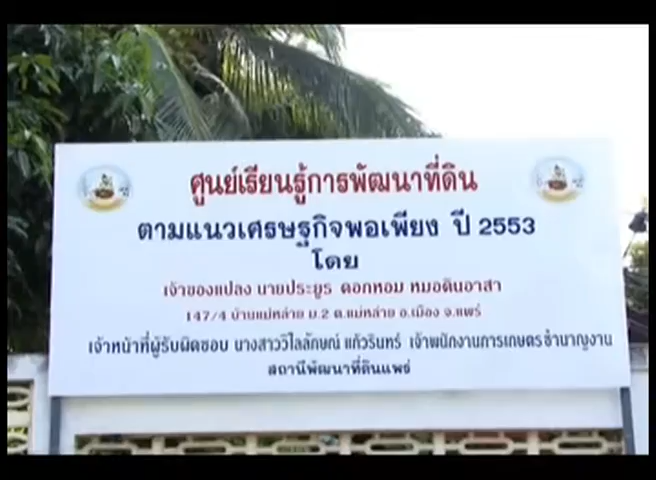 ศูนย์เรียนรู้การพัฒนาที่ดิน
ตามแนวเศรษฐกิจพอเพียง ปี 2553
โดย
เจ้าของแปลง นายประยูร ดอกหอม หมอดินอาสา
147/4 บ้านแม่หล่าย ม.2 ต.แม่หล่าย อ.เมือง จ.แพร่
เจ้าหน้าที่ผู้รับผิดชอบ นางสาววิไลลักษณ์ แก้วรินทร์ เจ้าพนักงานการเกษตรชำนาญงาน
สถานีพัฒนาที่ดินแพร่